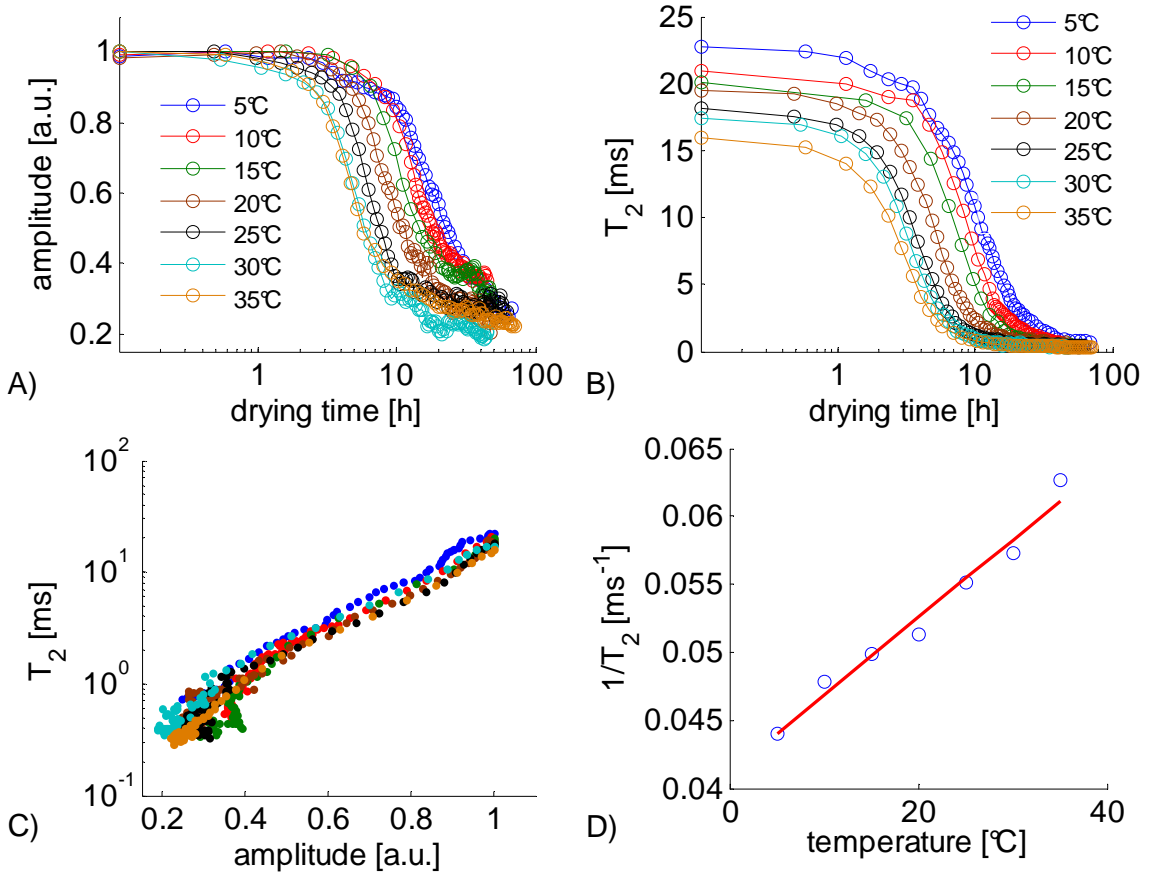 1
0.8
0.6
0.4
0.2
amplitude [a.u.]
5℃
10℃
15℃
20℃
25℃
30℃
35℃
1 10 100
A)
drying time [h]
25
20
15
10
5
0
T2 [ms]
5℃
10℃
15℃
20℃
25℃
30℃
35℃
1 10 100
B)
drying time [h]
10^2
10^1
10^0
10^-1
T2 [ms]
0.2 0.4 0.6 0.8 1
C)
amplitude [a.u.]
0.065
0.06
0.055
0.05
0.045
0.04
1/T2 [ms^-1]
0 20 40
D)
temperature [℃]